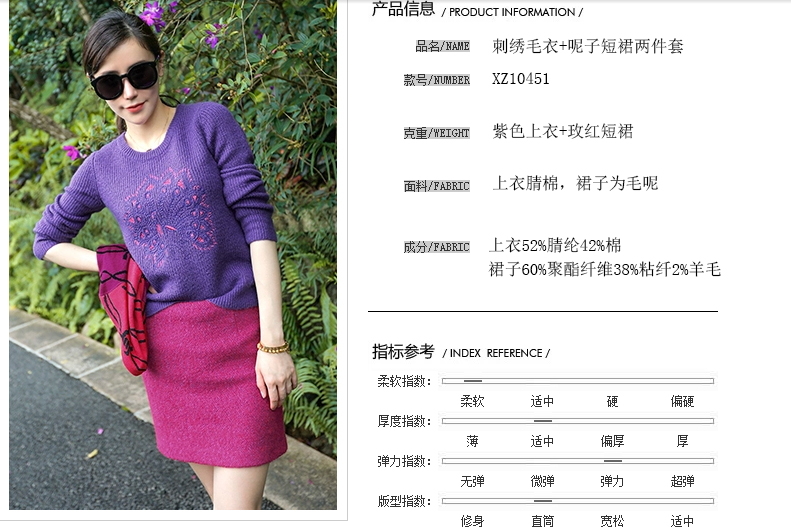 产品信息 / PRODUCT INFORMATION /
品名/NAME 刺绣毛衣+呢子短裙两件套
款号/NUMBER XZ10451
克重/WEIGHT 紫色上衣+玫红短裙
面料/FABRIC 上衣腈棉，裙子为毛呢
成分/FABRIC 上衣52%腈纶42%棉
裙子60%聚酯纤维38%粘纤2%羊毛
指标参考 / INDEX REFERENCE /
柔软指数:
柔软 适中 硬 偏硬
厚度指数:
薄 适中 偏厚 厚
弹力指数:
无弹 微弹 弹力 超弹
版型指数:
修身 直筒 宽松 适中